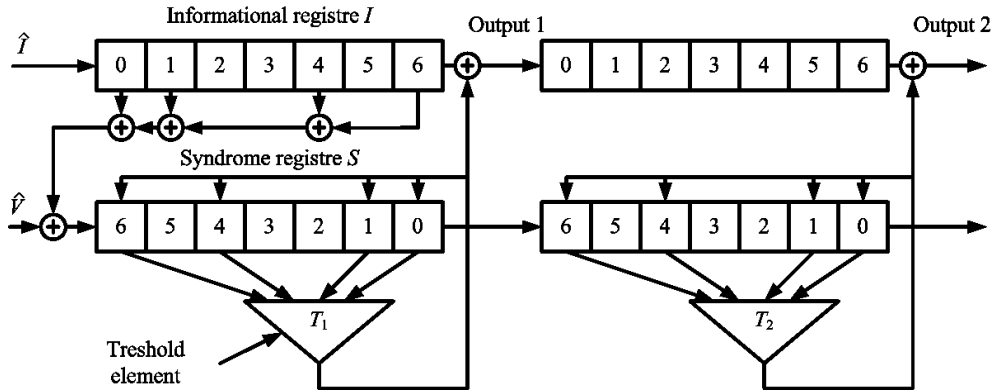 Informational registre I
Output 1
Output 2
Î
0 1 2 3 4 5 6
0 1 2 3 4 5 6
Syndrome registre S
V̂
6 5 4 3 2 1 0
6 5 4 3 2 1 0
T1
T2
Treshold
element